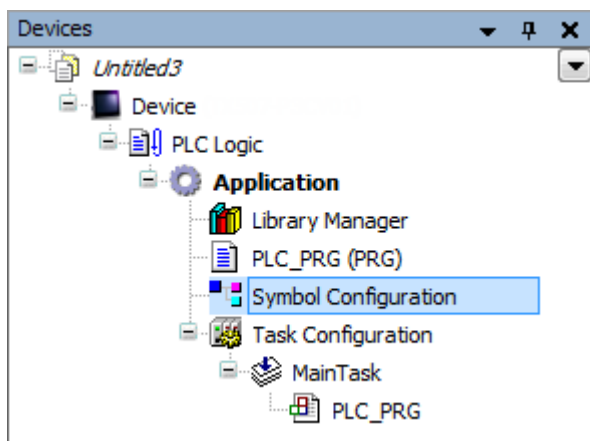 Devices
Untitled3
Device
PLC Logic
Application
Library Manager
PLC_PRG (PRG)
Symbol Configuration
Task Configuration
MainTask
PLC_PRG